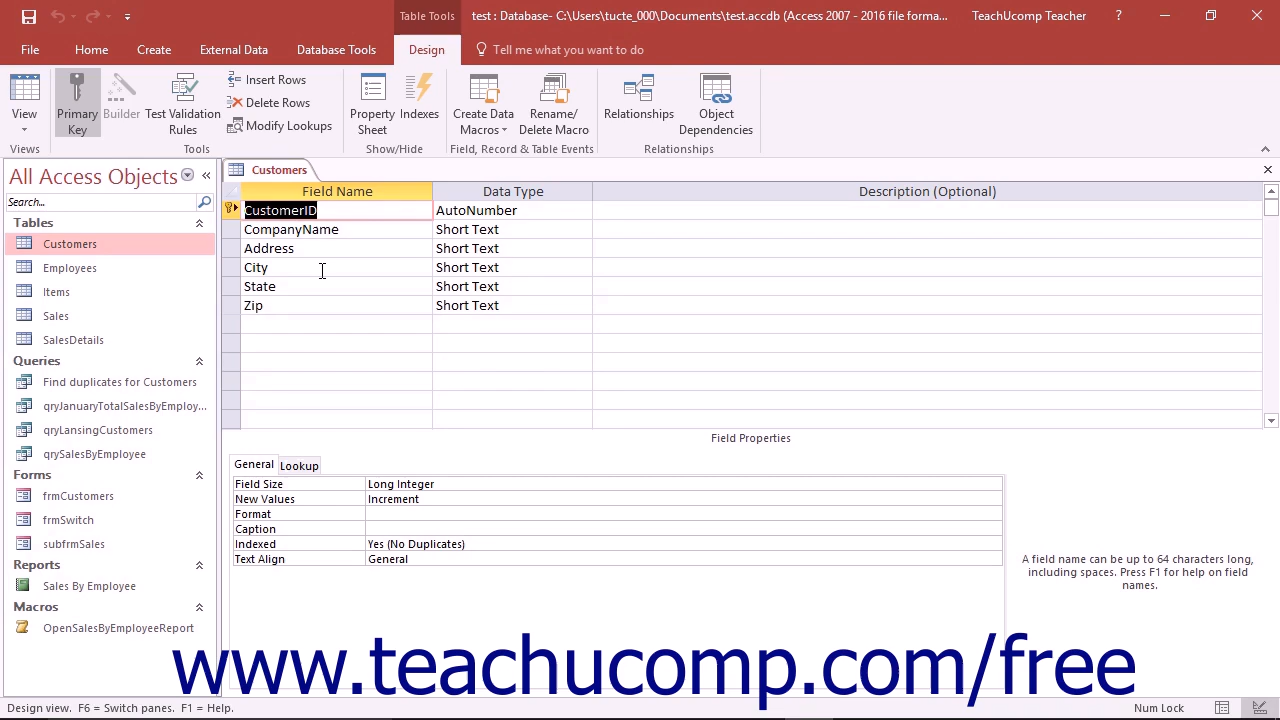 Table Tools
test : Database- C:\Users\tucte_000\Documents\test.accdb (Access 2007 - 2016 file forma...
TeachUcomp Teacher
?
File
Home
Create
External Data
Database Tools
Design
Tell me what you want to do
View
Primary Key
Builder
Test Validation Rules
Insert Rows
Delete Rows
Modify Lookups
Property Sheet
Indexes
Create Data Macros
Rename/ Delete Macro
Relationships
Object Dependencies
Views
Tools
Show/Hide
Field, Record & Table Events
Relationships
All Access Objects
Search...
Tables
Customers
Employees
Items
Sales
SalesDetails
Queries
Find duplicates for Customers
qryJanuaryTotalSalesByEmploy...
qryLansingCustomers
qrySalesByEmployee
Forms
frmCustomers
frmSwitch
subfrmSales
Reports
Sales By Employee
Macros
OpenSalesByEmployeeReport
Customers
Field Name Data Type Description (Optional)
CustomerID AutoNumber
CompanyName Short Text
Address Short Text
City Short Text
State Short Text
Zip Short Text
Field Properties
General Lookup
Field Size Long Integer
New Values Increment
Format
Caption
Indexed Yes (No Duplicates)
Text Align General
A field name can be up to 64 characters long,
including spaces. Press F1 for help on field
names.
www.teachucomp.com/free
Design view. F6 = Switch panes. F1 = Help.
Num Lock